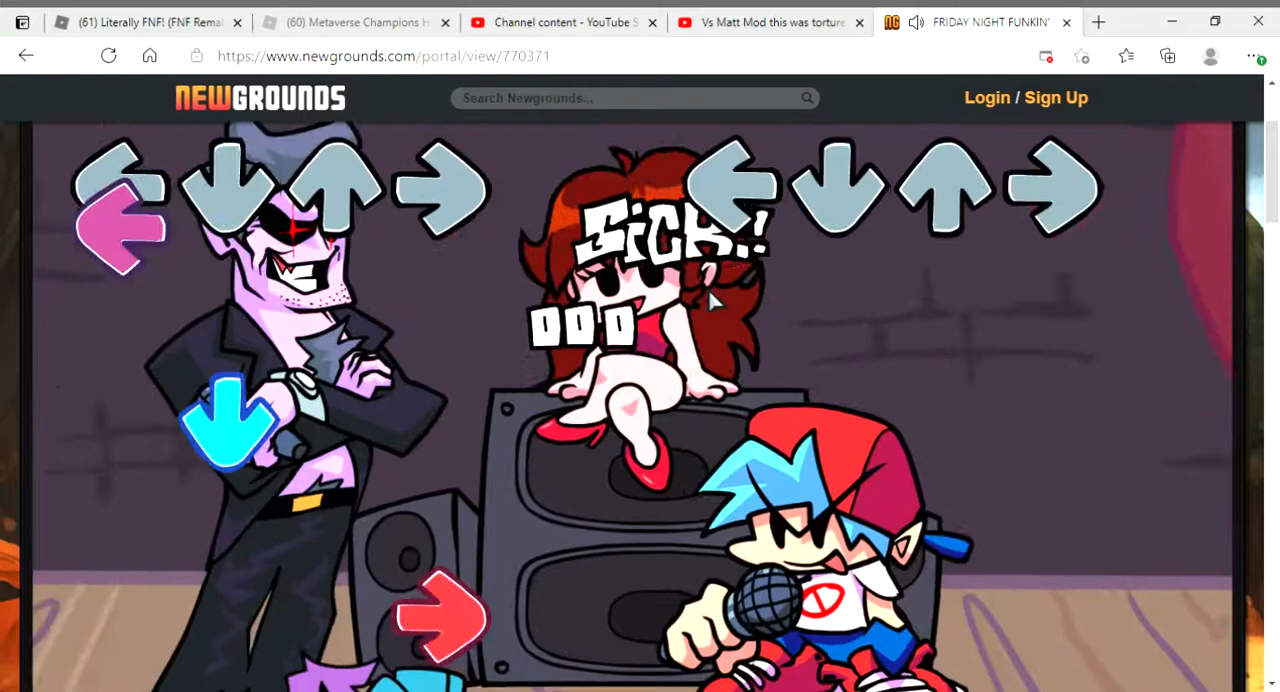 (61) Literally FNF! (FNF Remal
(60) Metaverse Champions H
Channel content - YouTube S
Vs Matt Mod this was torture
NG
FRIDAY NIGHT FUNKIN'
https://www.newgrounds.com/portal/view/770371
NEWGROUNDS
Search Newgrounds...
Login / Sign Up
SiCK!!
000